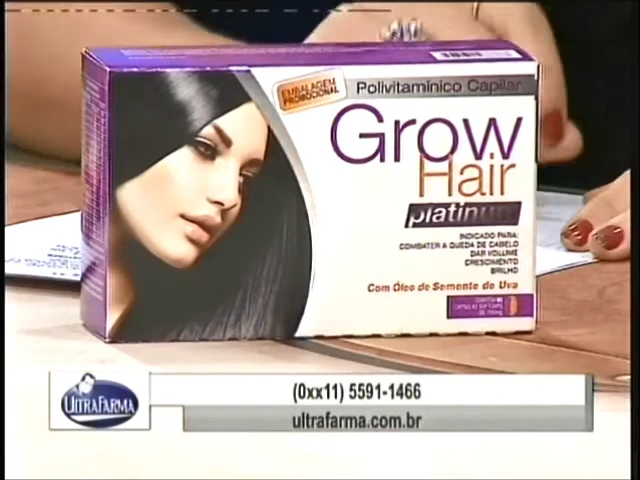 EMBALAGEM
PROMOCIONAL
Polivitamínico Capilar
Grow
Hair
platinum
INDICADO PARA:
COMBATER A QUEDA DE CABELO
DAR VOLUME
CRESCIMENTO
BRILHO
Com Óleo de Semente de Uva
ULTRAFARMA
(0xx11) 5591-1466
ultrafarma.com.br